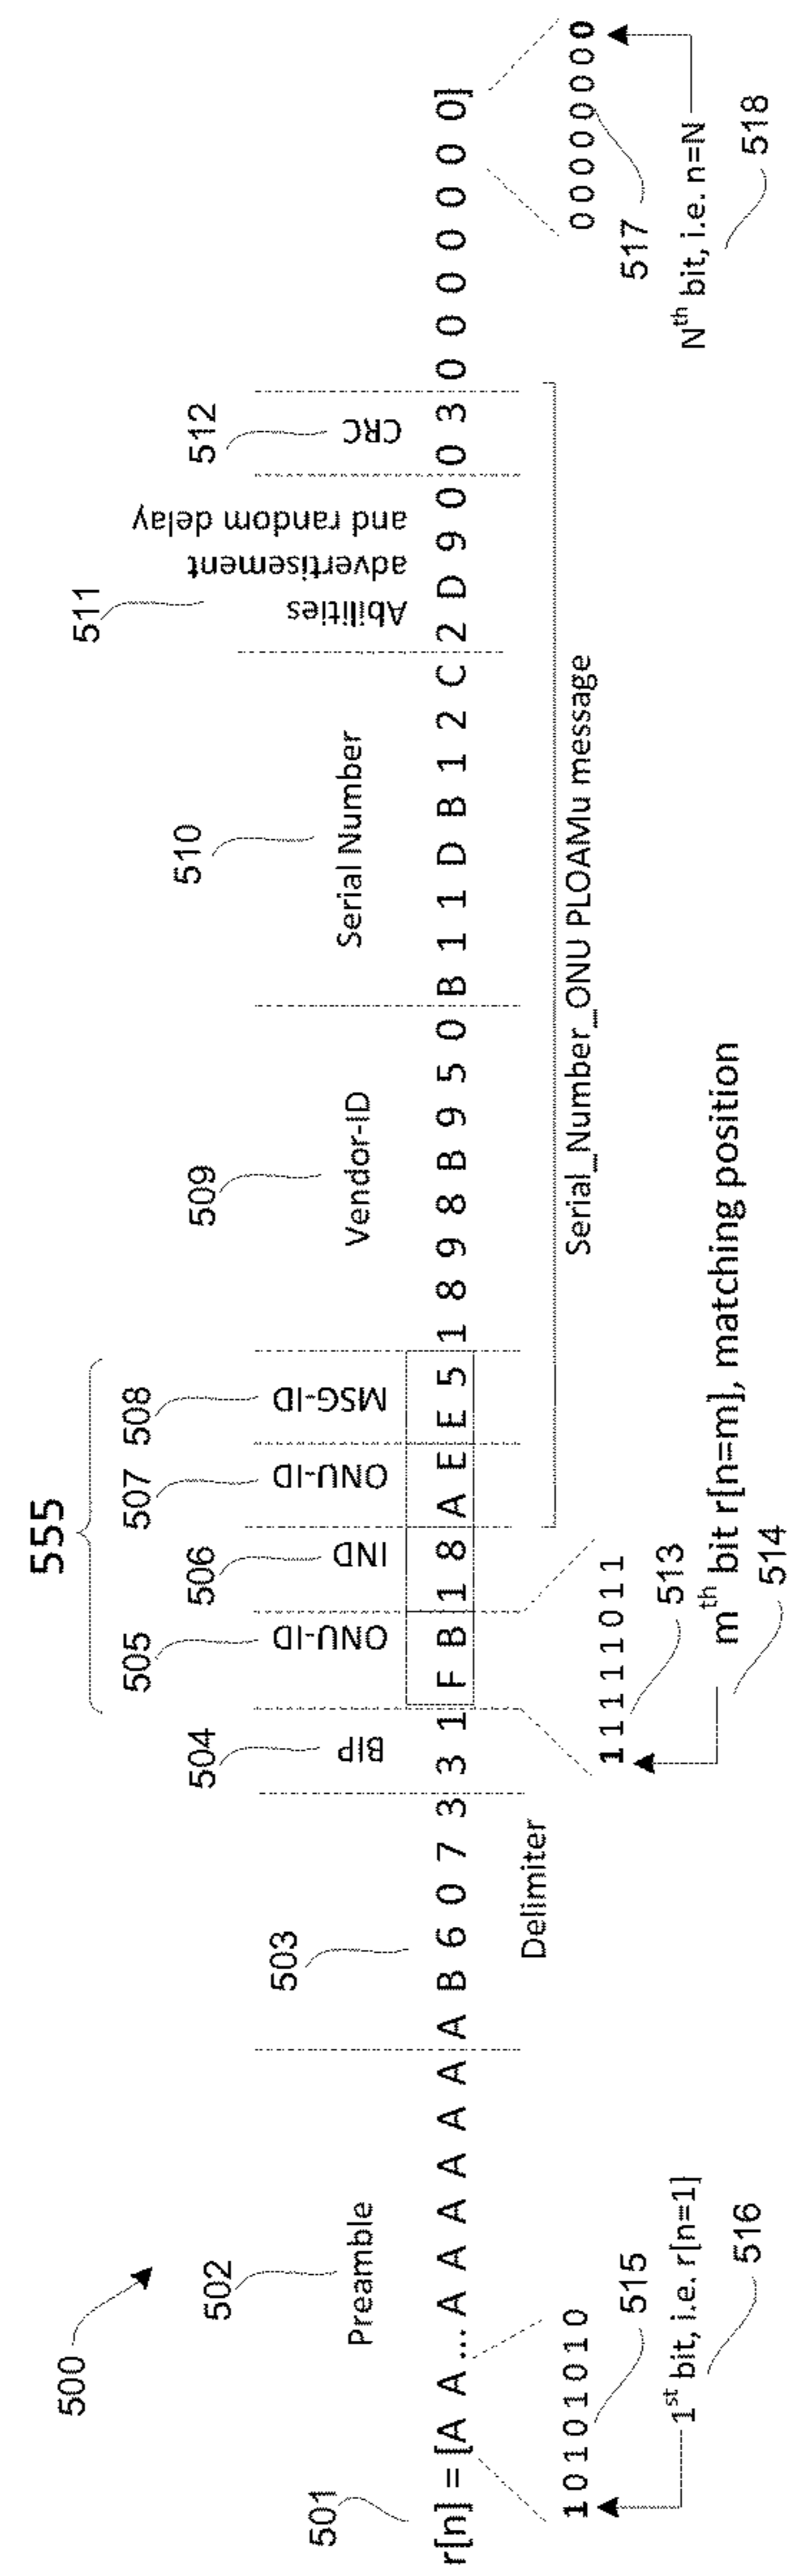 500
555
502
504
505
506
507
508
509
510
511
512
501
503
Preamble
BIP
ONU-ID
IND
ONU-ID
MSG-ID
Vendor-ID
Serial Number
Abilities
advertisement
and random delay
CRC
r[n] = [A A...A A A A A A A B 6 0 7 3 3 1 F B 1 8 A E E 5 1 8 9 8 B 9 5 0 B 1 1 D B 1 2 C 2 D 9 0 0 3 0 0 0 0 0 0 0]
Delimiter
Serial_Number_ONU PLOAMu message
1 0 1 0 1 0 1 0
515
1st bit, i.e. r[n=1]
516
1 1 1 1 1 0 1 1
513
mth bit r[n=m], matching position
514
0 0 0 0 0 0 0 0
517
Nth bit, i.e. n=N
518